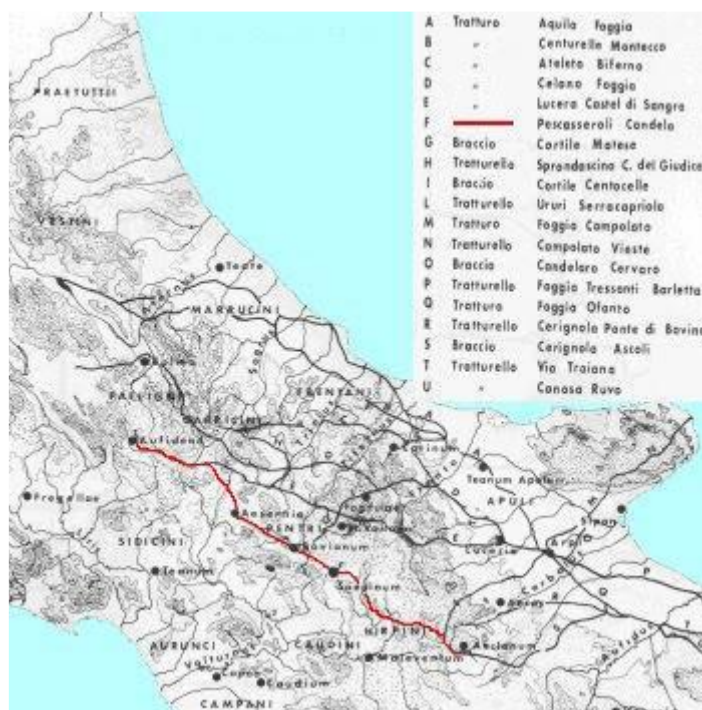 A Tratturo Aquila Foggia
B " Centurelle Montecco
C " Ateleta Biferno
D " Celano Foggia
E " Lucera Castel di Sangro
F Pescasseroli Candela
G Braccio Cortile Matese
H Tratturello Sprondascino C. del Giudice
I Braccio Cortile Centocelle
L Tratturello Ururi Serracapriola
M Tratturo Foggia Campolato
N Tratturello Campolato Vieste
O Braccio Candelaro Cervaro
P Tratturello Foggia Tressanti Barletta
Q Tratturo Foggia Ofanto
R Tratturello Cerignola Ponte di Bovino
S Braccio Cerignola Ascoli
T Tratturello Via Traiana
U " Canosa Ruvo
PRAETUTTII
VESTINI
Teate
MARRUCINI
FRENTANI
Aufidena
Larinum
Teanum Apulum
APULI
Fregellae
Aesernia
PENTRI
Bovianum
Sipon
SIDICINI
Luceria
Arpi
Teanum
Saepinum
HIRPINI
AURUNCI
CAUDINI
Aeclanum
Maleventum
Capua
Caudium
CAMPANI